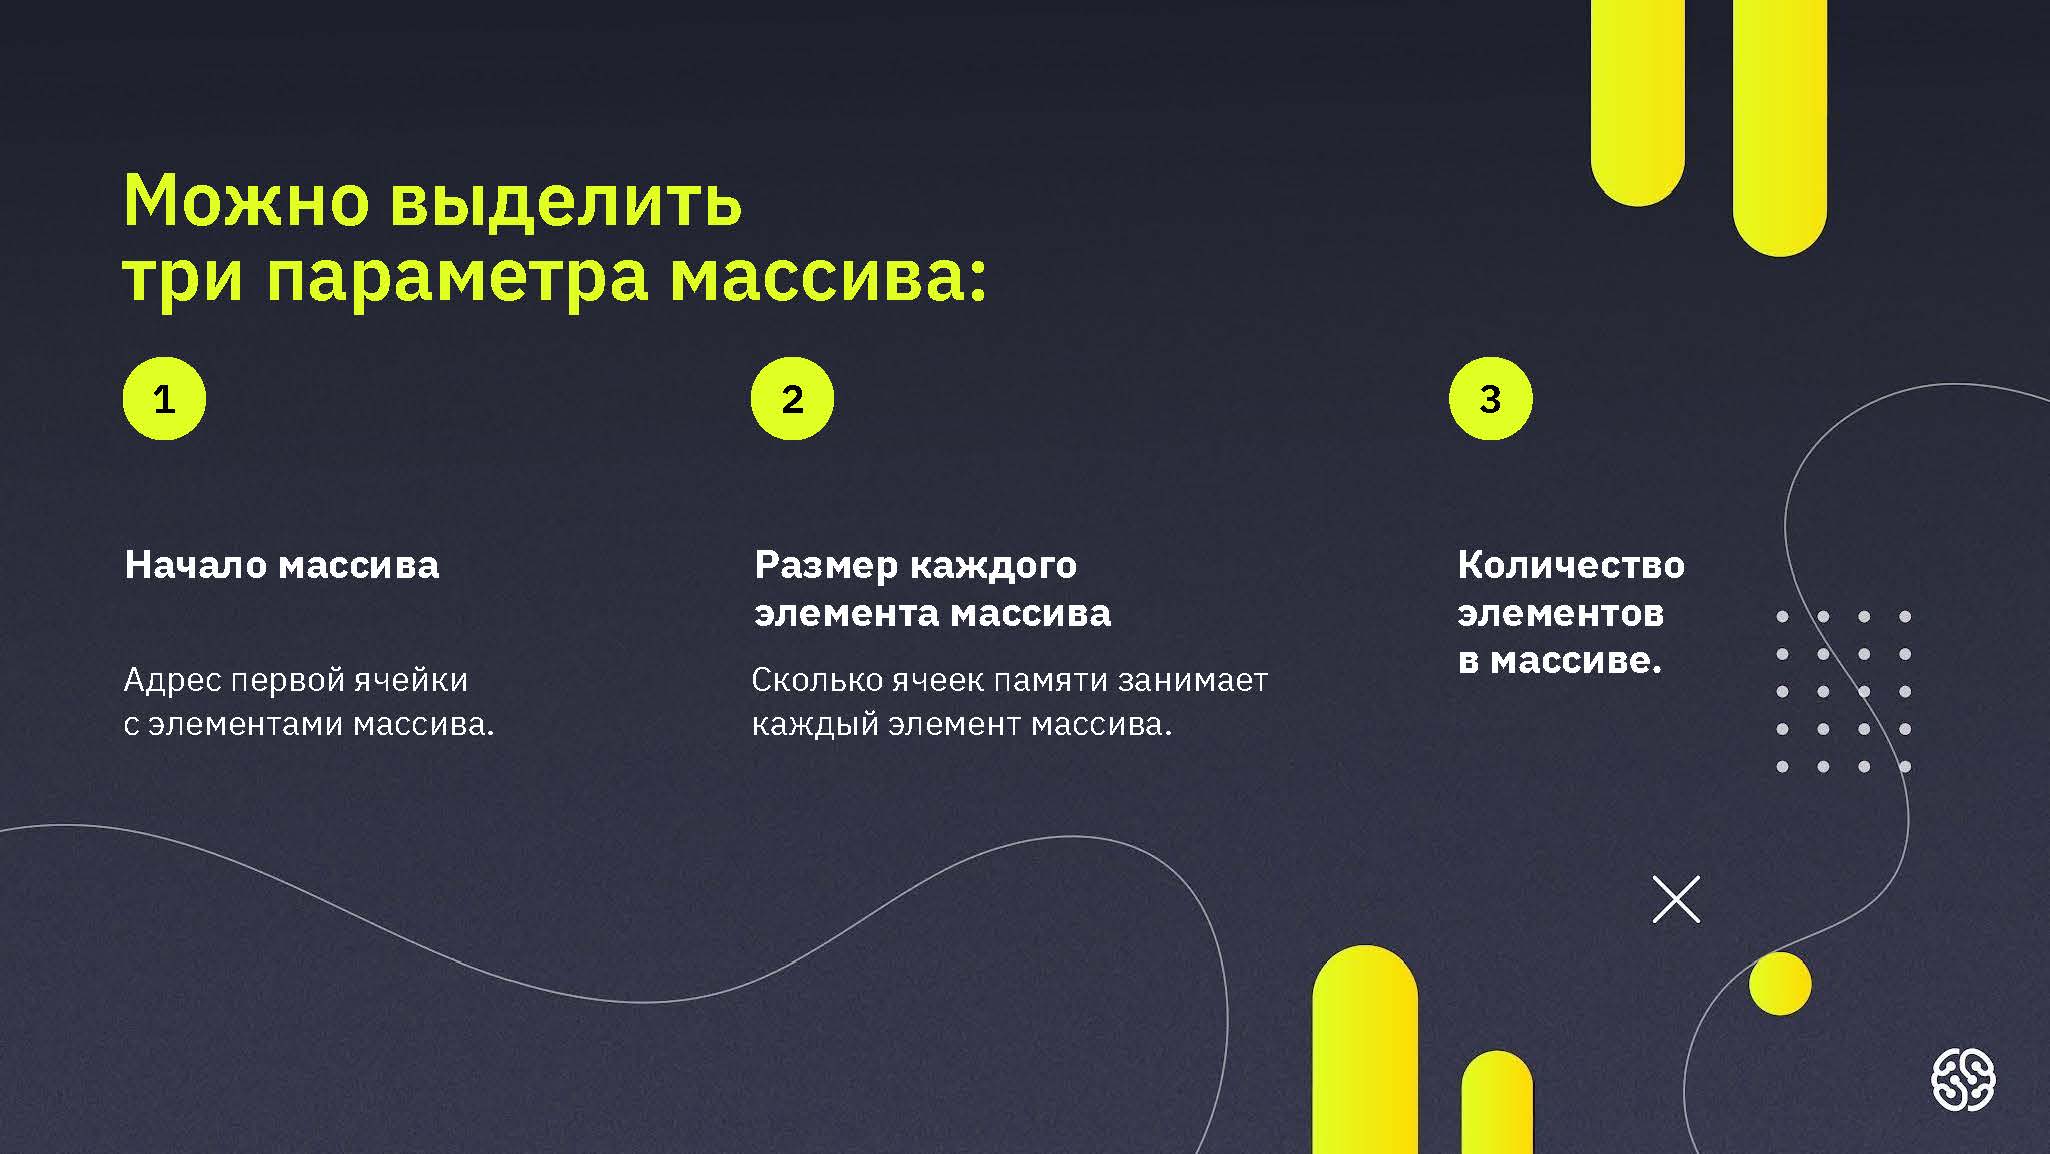 Можно выделить
три параметра массива:
1
Начало массива
Адрес первой ячейки
с элементами массива.
2
Размер каждого
элемента массива
Сколько ячеек памяти занимает
каждый элемент массива.
3
Количество
элементов
в массиве.